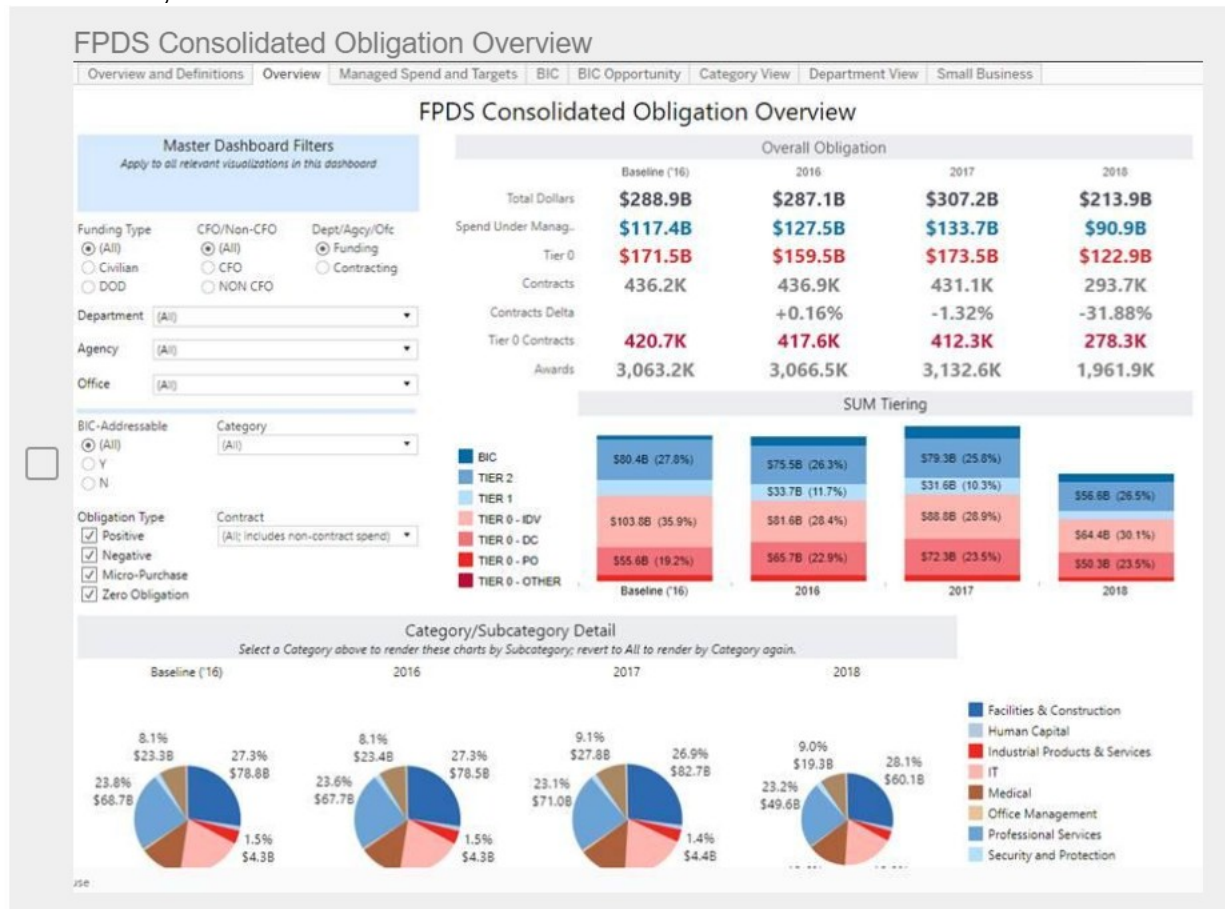 FPDS Consolidated Obligation Overview
Overview and Definitions Overview Managed Spend and Targets BIC BIC Opportunity Category View Department View Small Business
FPDS Consolidated Obligation Overview
Master Dashboard Filters
Apply to all relevant visualizations in this dashboard
Funding Type CFO/Non-CFO Dept/Agcy/Ofc
(All) (All) Funding
Civilian CFO Contracting
DOD NON CFO
Department (All)
Agency (All)
Office (All)
BIC-Addressable Category
(All) (All)
Y
N
Obligation Type Contract
Positive (All; includes non-contract spend)
Negative
Micro-Purchase
Zero Obligation
Overall Obligation
Baseline ('16) 2016 2017 2018
Total Dollars $288.9B $287.1B $307.2B $213.9B
Spend Under Manag.. $117.4B $127.5B $133.7B $90.9B
Tier 0 $171.5B $159.5B $173.5B $122.9B
Contracts 436.2K 436.9K 431.1K 293.7K
Contracts Delta +0.16% -1.32% -31.88%
Tier 0 Contracts 420.7K 417.6K 412.3K 278.3K
Awards 3,063.2K 3,066.5K 3,132.6K 1,961.9K
SUM Tiering
BIC
TIER 2
TIER 1
TIER 0 - IDV
TIER 0 - DC
TIER 0 - PO
TIER 0 - OTHER
$80.4B (27.8%)
$103.8B (35.9%)
$55.6B (19.2%)
Baseline ('16)
$75.5B (26.3%)
$33.7B (11.7%)
$81.6B (28.4%)
$65.7B (22.9%)
2016
$79.3B (25.8%)
$31.6B (10.3%)
$88.8B (28.9%)
$72.3B (23.5%)
2017
$56.6B (26.5%)
$64.4B (30.1%)
$50.3B (23.5%)
2018
Category/Subcategory Detail
Select a Category above to render these charts by Subcategory; revert to All to render by Category again.
Baseline ('16) 2016 2017 2018
8.1%
$23.3B
27.3%
$78.8B
23.8%
$68.7B
1.5%
$4.3B
8.1%
$23.4B
27.3%
$78.5B
23.6%
$67.7B
1.5%
$4.3B
9.1%
$27.8B
26.9%
$82.7B
23.1%
$71.0B
1.4%
$4.4B
9.0%
$19.3B
28.1%
$60.1B
23.2%
$49.6B
Facilities & Construction
Human Capital
Industrial Products & Services
IT
Medical
Office Management
Professional Services
Security and Protection